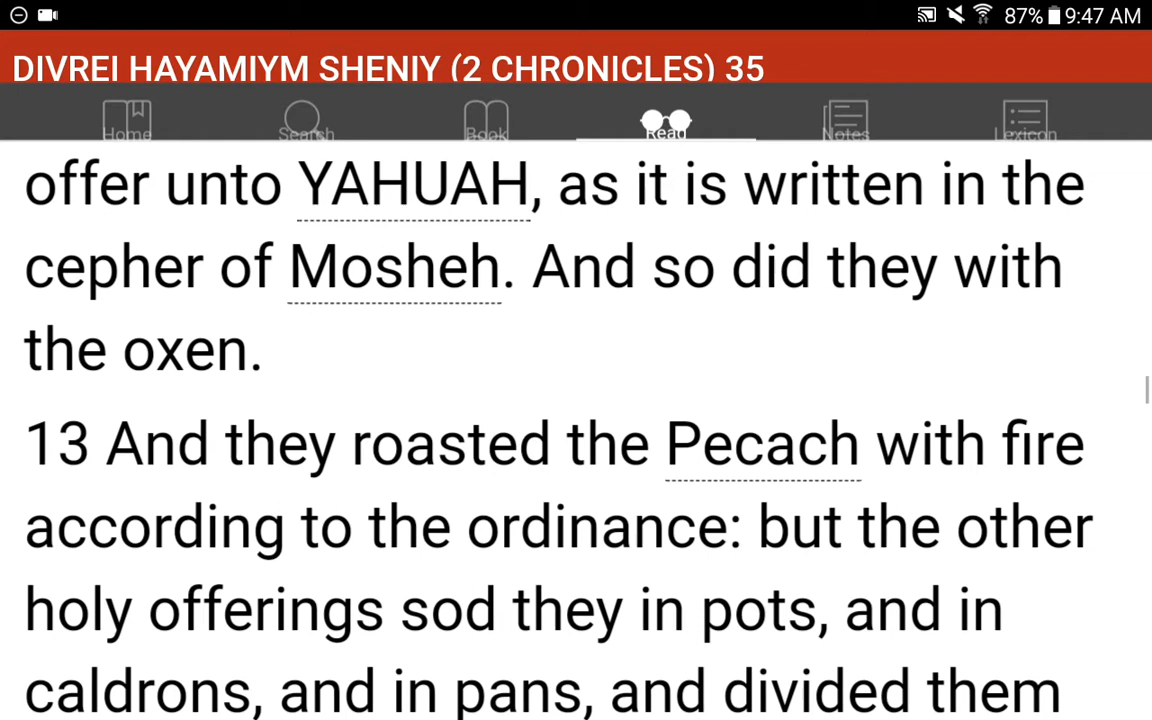 87% 9:47 AM
DIVREI HAYAMIYM SHENIY (2 CHRONICLES) 35
Home Search Book Read Notes Lexicon
offer unto YAHUAH, as it is written in the
cepher of Mosheh. And so did they with
the oxen.
13 And they roasted the Pecach with fire
according to the ordinance: but the other
holy offerings sod they in pots, and in
caldrons, and in pans, and divided them